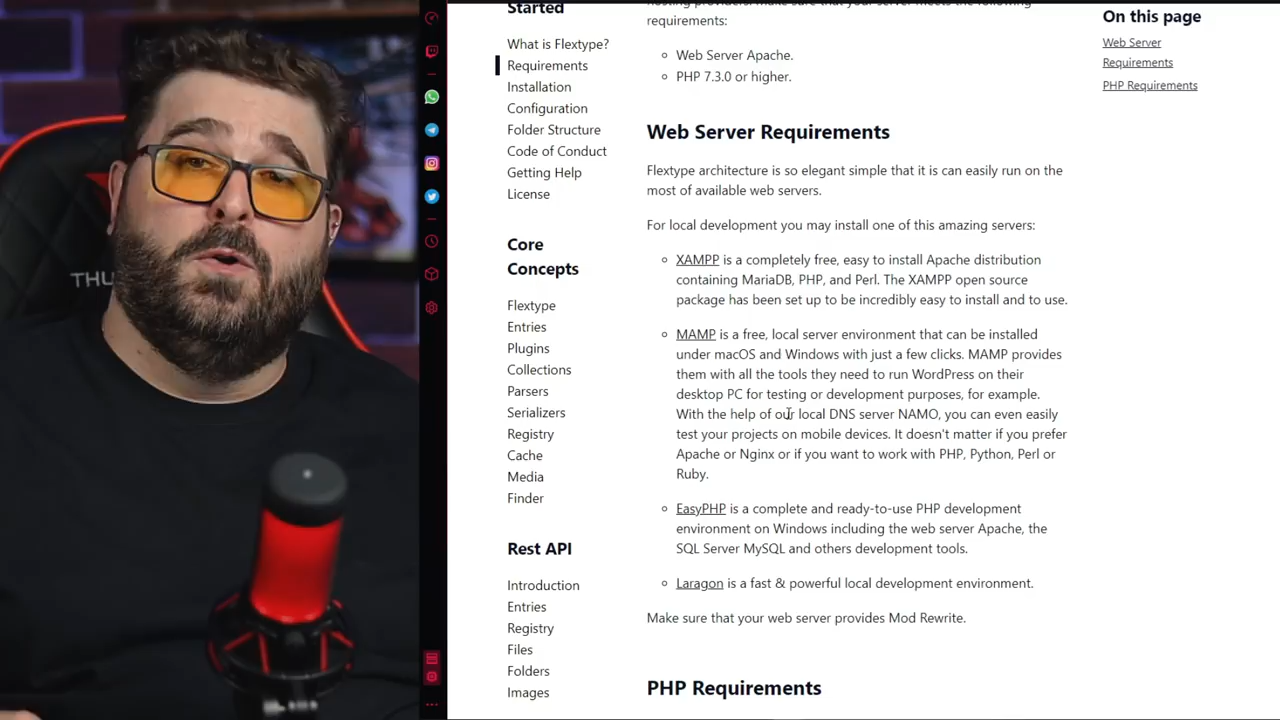 THU
Started
What is Flextype?
Requirements
Installation
Configuration
Folder Structure
Code of Conduct
Getting Help
License
Core
Concepts
Flextype
Entries
Plugins
Collections
Parsers
Serializers
Registry
Cache
Media
Finder
Rest API
Introduction
Entries
Registry
Files
Folders
Images
requirements:
Web Server Apache.
PHP 7.3.0 or higher.
Web Server Requirements
Flextype architecture is so elegant simple that it is can easily run on the
most of available web servers.
For local development you may install one of this amazing servers:
XAMPP is a completely free, easy to install Apache distribution
containing MariaDB, PHP, and Perl. The XAMPP open source
package has been set up to be incredibly easy to install and to use.
MAMP is a free, local server environment that can be installed
under macOS and Windows with just a few clicks. MAMP provides
them with all the tools they need to run WordPress on their
desktop PC for testing or development purposes, for example.
With the help of our local DNS server NAMO, you can even easily
test your projects on mobile devices. It doesn't matter if you prefer
Apache or Nginx or if you want to work with PHP, Python, Perl or
Ruby.
EasyPHP is a complete and ready-to-use PHP development
environment on Windows including the web server Apache, the
SQL Server MySQL and others development tools.
Laragon is a fast & powerful local development environment.
Make sure that your web server provides Mod Rewrite.
PHP Requirements
On this page
Web Server
Requirements
PHP Requirements